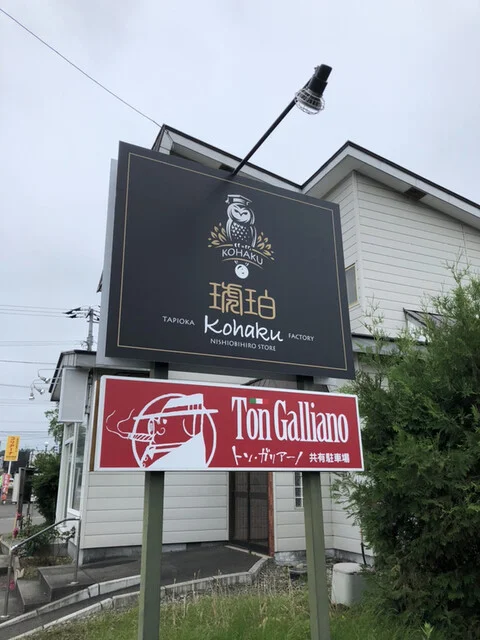 KOHAKU
琥珀
TAPIOKA Kohaku FACTORY
NISHIOBIHIRO STORE
Ton Galliano
トン・ガリアーノ 共有駐車場